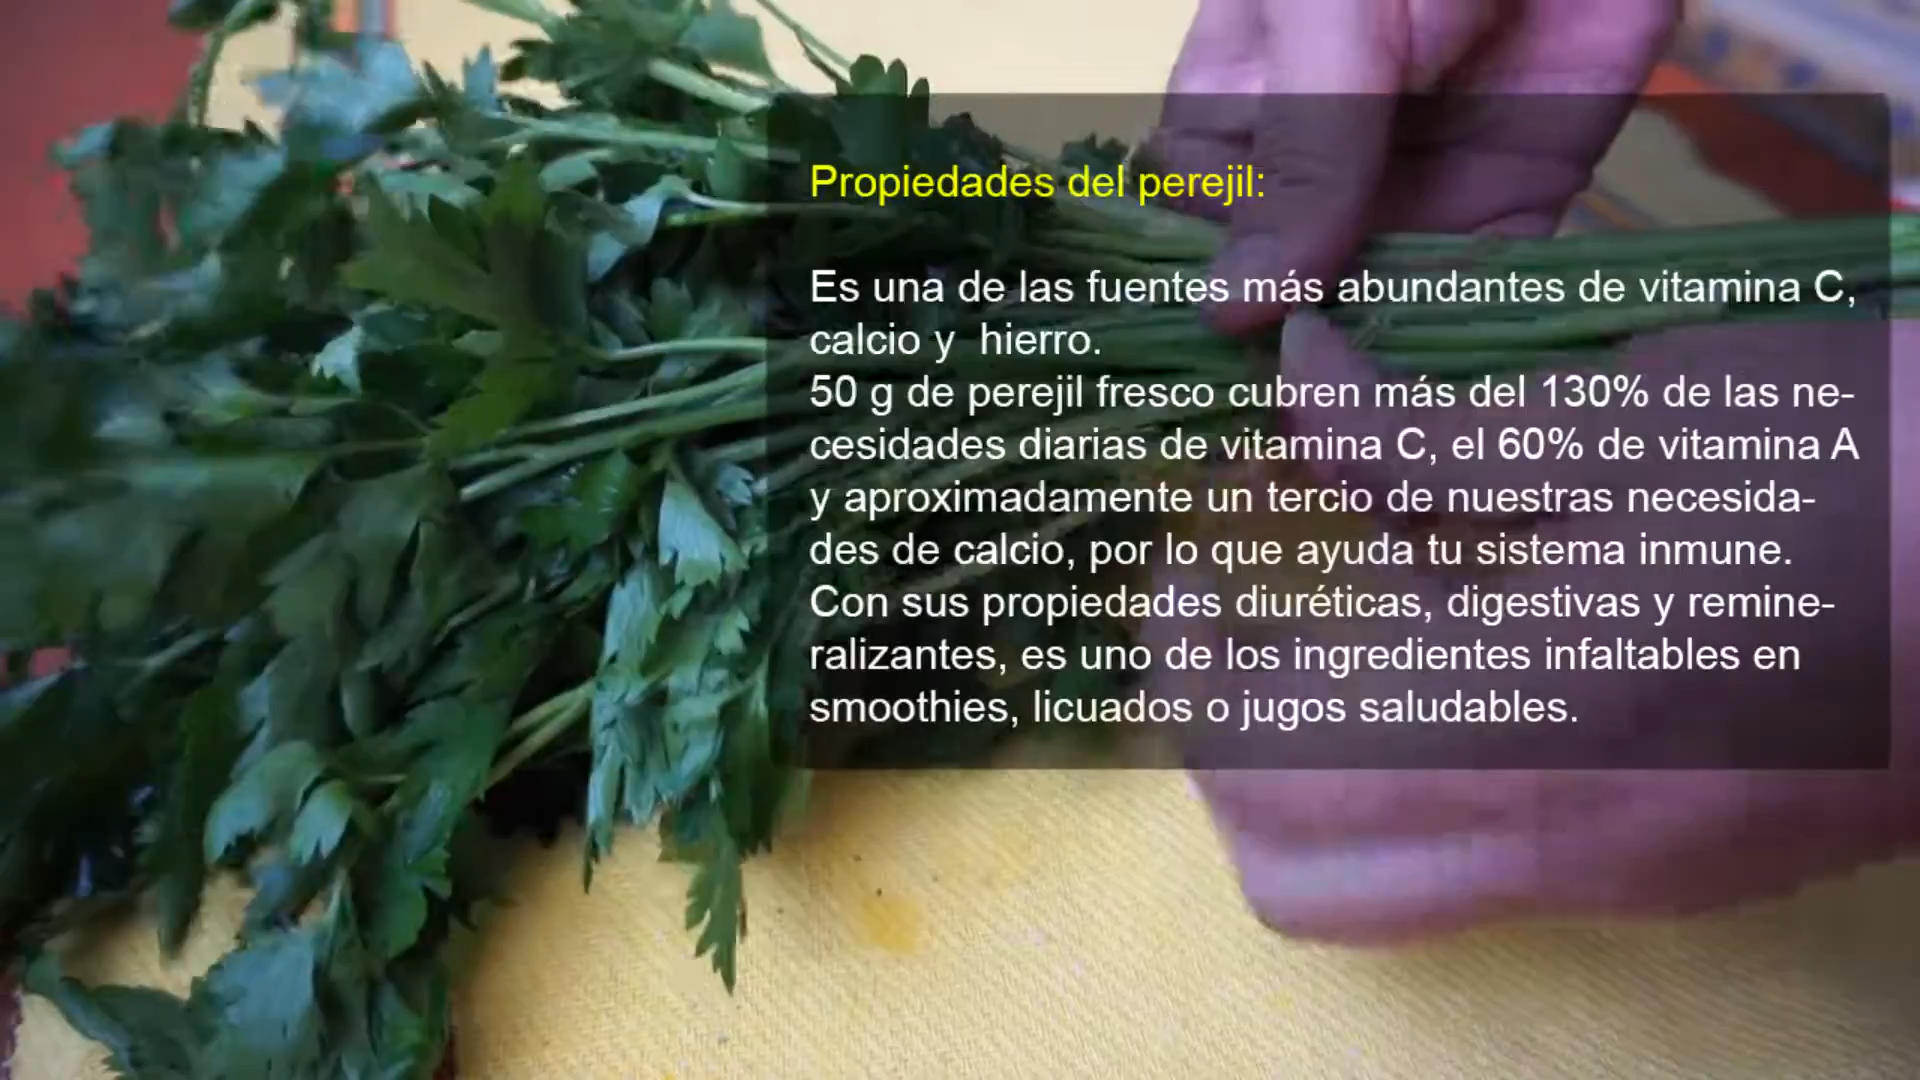 Propiedades del perejil:
Es una de las fuentes más abundantes de vitamina C,
calcio y  hierro.
50 g de perejil fresco cubren más del 130% de las ne-
cesidades diarias de vitamina C, el 60% de vitamina A
y aproximadamente un tercio de nuestras necesida-
des de calcio, por lo que ayuda tu sistema inmune.
Con sus propiedades diuréticas, digestivas y remine-
ralizantes, es uno de los ingredientes infaltables en
smoothies, licuados o jugos saludables.